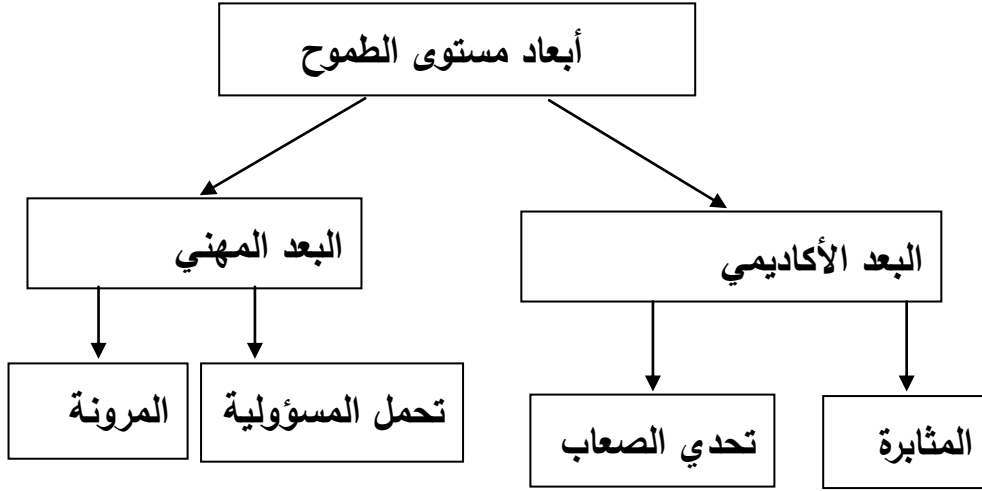 أبعاد مستوى الطموح
البعد الأكاديمي
البعد المهني
المثابرة
تحدي الصعاب
تحمل المسؤولية
المرونة